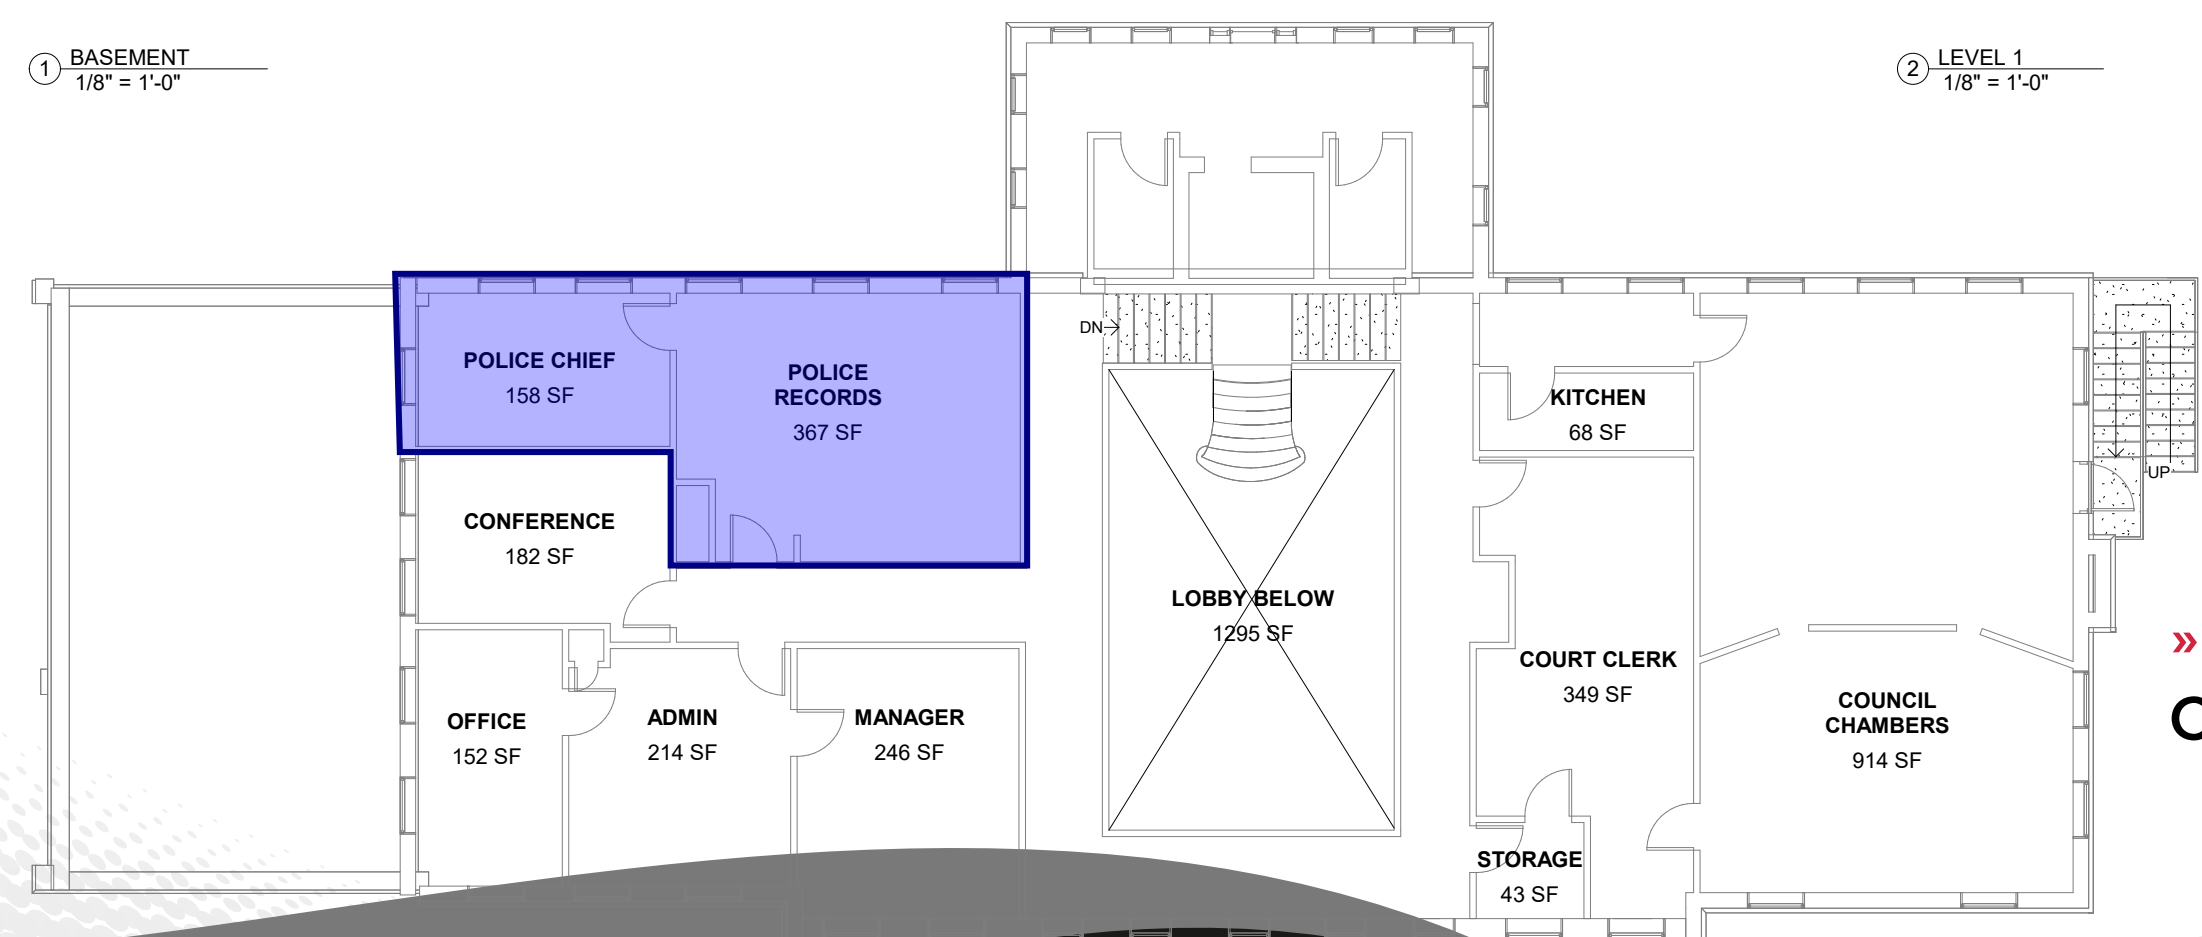 1 BASEMENT
1/8" = 1'-0"
2 LEVEL 1
1/8" = 1'-0"
DN
POLICE CHIEF
158 SF
POLICE
RECORDS
367 SF
KITCHEN
68 SF
UP
CONFERENCE
182 SF
LOBBY BELOW
1295 SF
COURT CLERK
349 SF
COUNCIL
CHAMBERS
914 SF
OFFICE
152 SF
ADMIN
214 SF
MANAGER
246 SF
STORAGE
43 SF